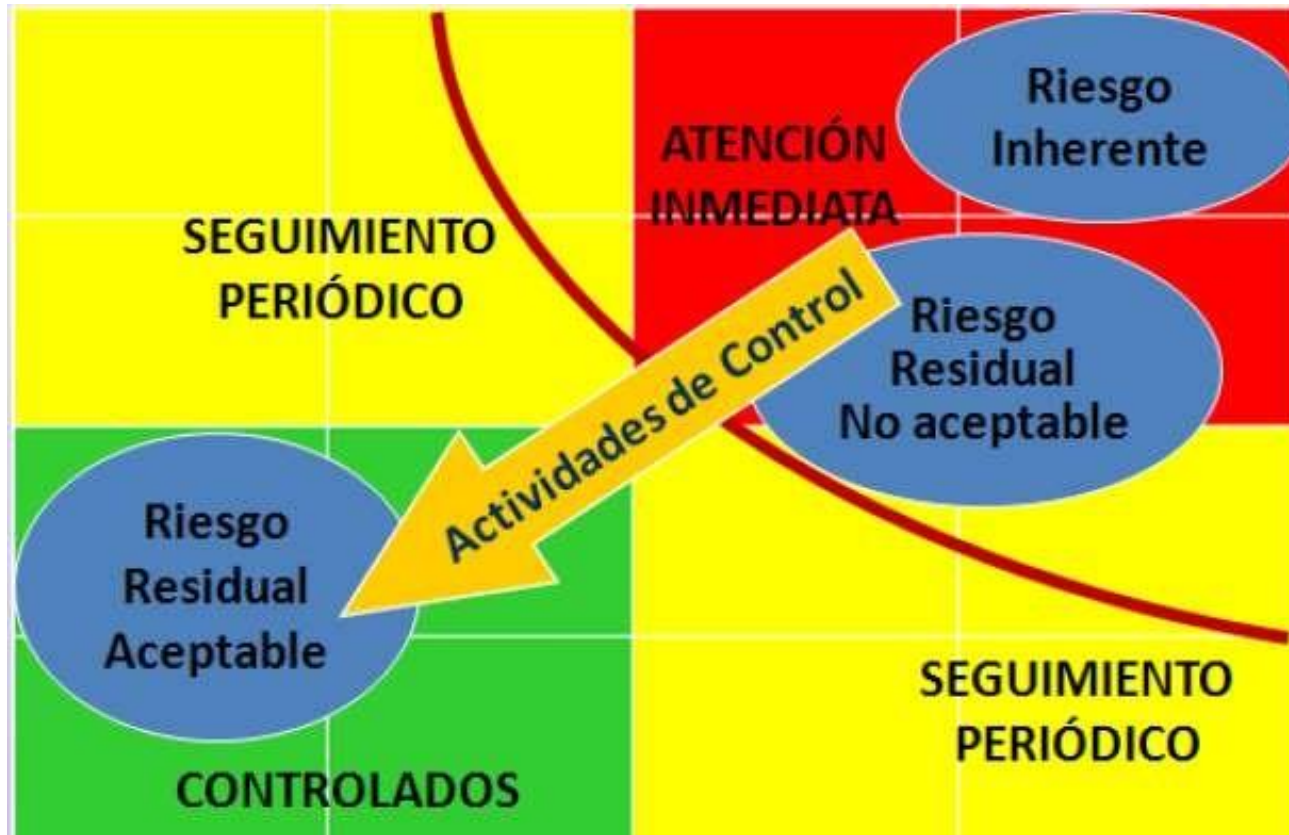 Riesgo
Inherente
ATENCIÓN
INMEDIATA
SEGUIMIENTO
PERIÓDICO
Actividades de Control
Riesgo
Residual
No aceptable
Riesgo
Residual
Aceptable
SEGUIMIENTO
PERIÓDICO
CONTROLADOS